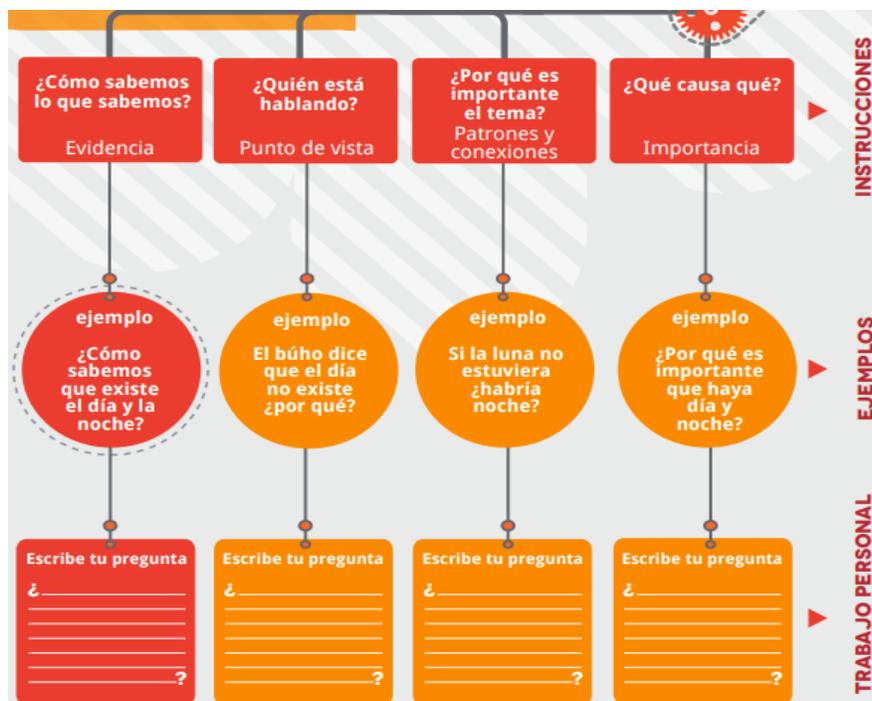 ¿Cómo sabemos
lo que sabemos?
Evidencia
¿Quién está
hablando?
Punto de vista
¿Por qué es
importante
el tema?
Patrones y
conexiones
¿Qué causa qué?
Importancia
INSTRUCCIONES
ejemplo
¿Cómo
sabemos
que existe
el día y la
noche?
ejemplo
El búho dice
que el día
no existe
¿por qué?
ejemplo
Si la luna no
estuviera
¿habría
noche?
ejemplo
¿Por qué es
importante
que haya
día y
noche?
EJEMPLOS
Escribe tu pregunta
¿
?
Escribe tu pregunta
¿
?
Escribe tu pregunta
¿
?
Escribe tu pregunta
¿
?
TRABAJO PERSONAL